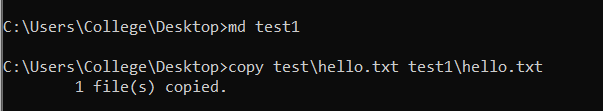 C:\Users\College\Desktop>md test1
C:\Users\College\Desktop>copy test\hello.txt test1\hello.txt
1 file(s) copied.